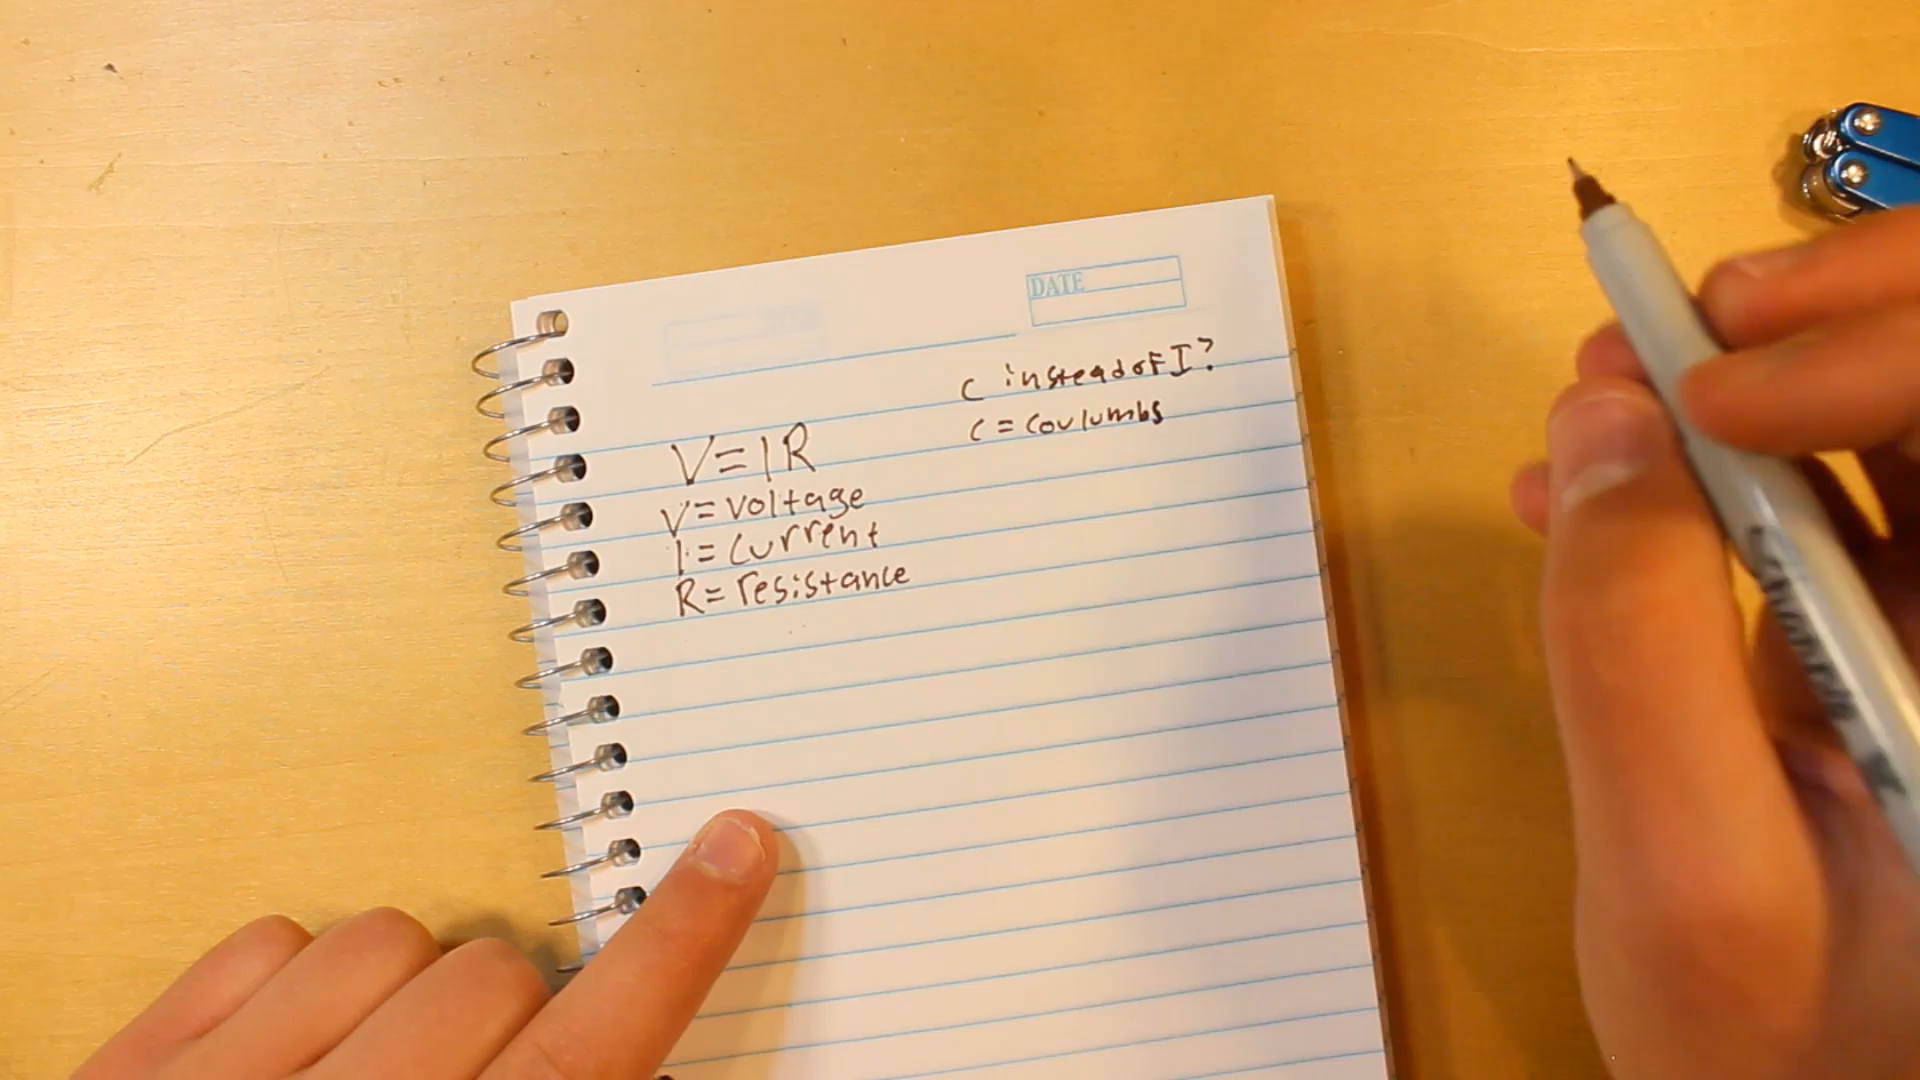 DATE
C instead of I?
C = Coulumbs
V=IR
V=voltage
I=current
R=resistance